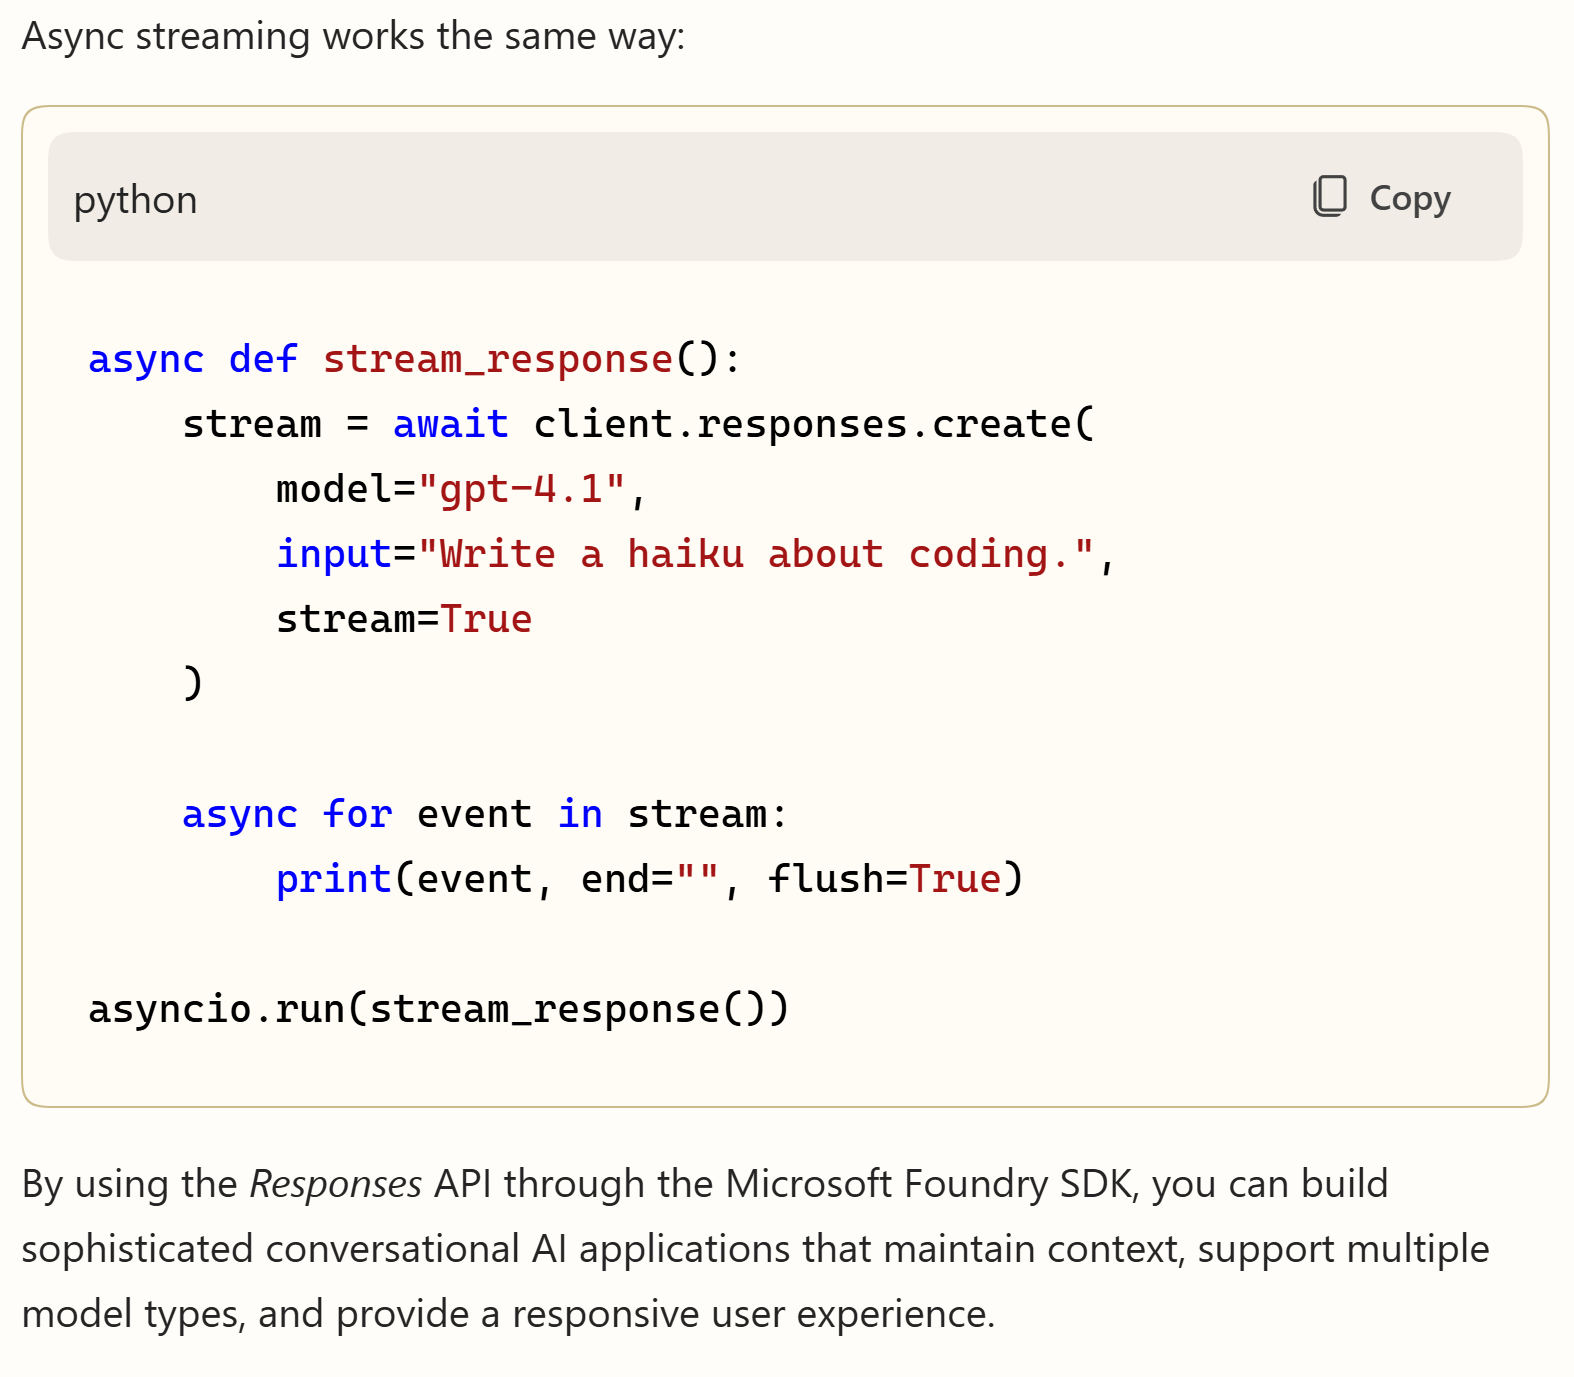 Async streaming works the same way:
python
Copy
async def stream_response():
    stream = await client.responses.create(
        model="gpt-4.1",
        input="Write a haiku about coding.",
        stream=True
    )
    async for event in stream:
        print(event, end="", flush=True)
asyncio.run(stream_response())
By using the Responses API through the Microsoft Foundry SDK, you can build
sophisticated conversational AI applications that maintain context, support multiple
model types, and provide a responsive user experience.